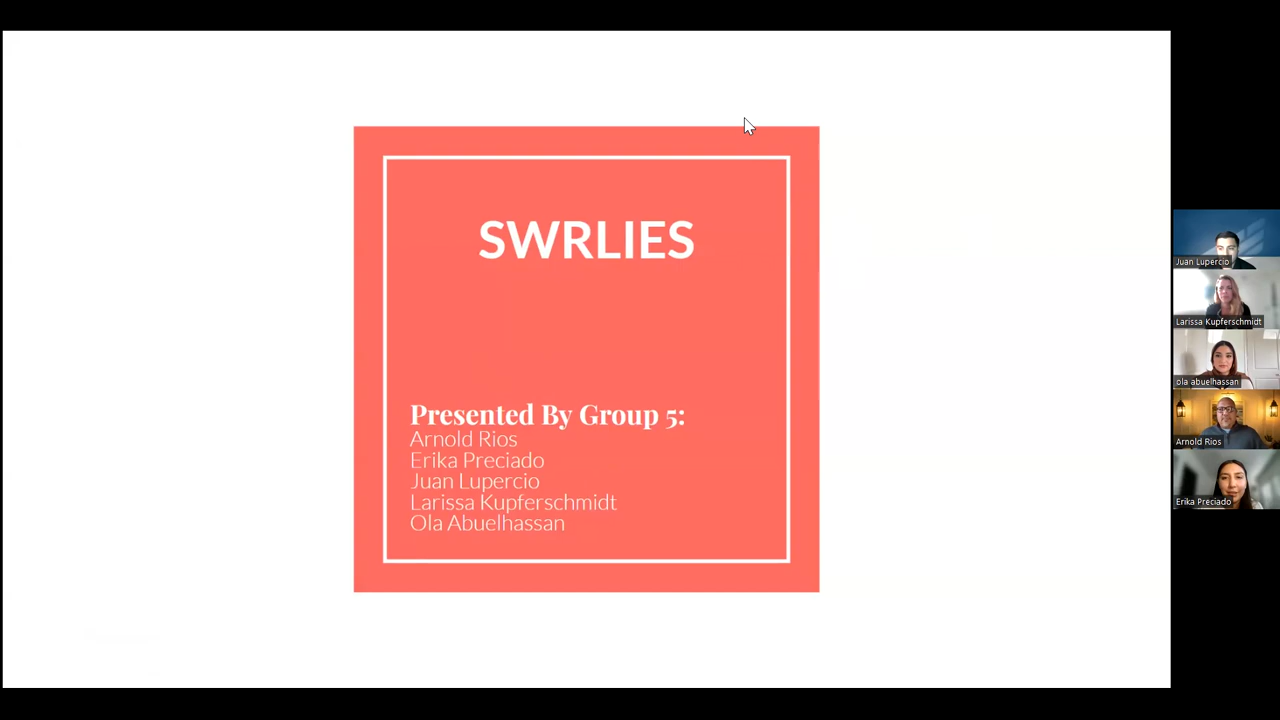 SWRLIES
Presented By Group 5:
Arnold Rios
Erika Preciado
Juan Lupercio
Larissa Kupferschmidt
Ola Abuelhassan
Juan Lupercio
Larissa Kupferschmidt
ola abuelhassan
Arnold Rios
Erika Preciado